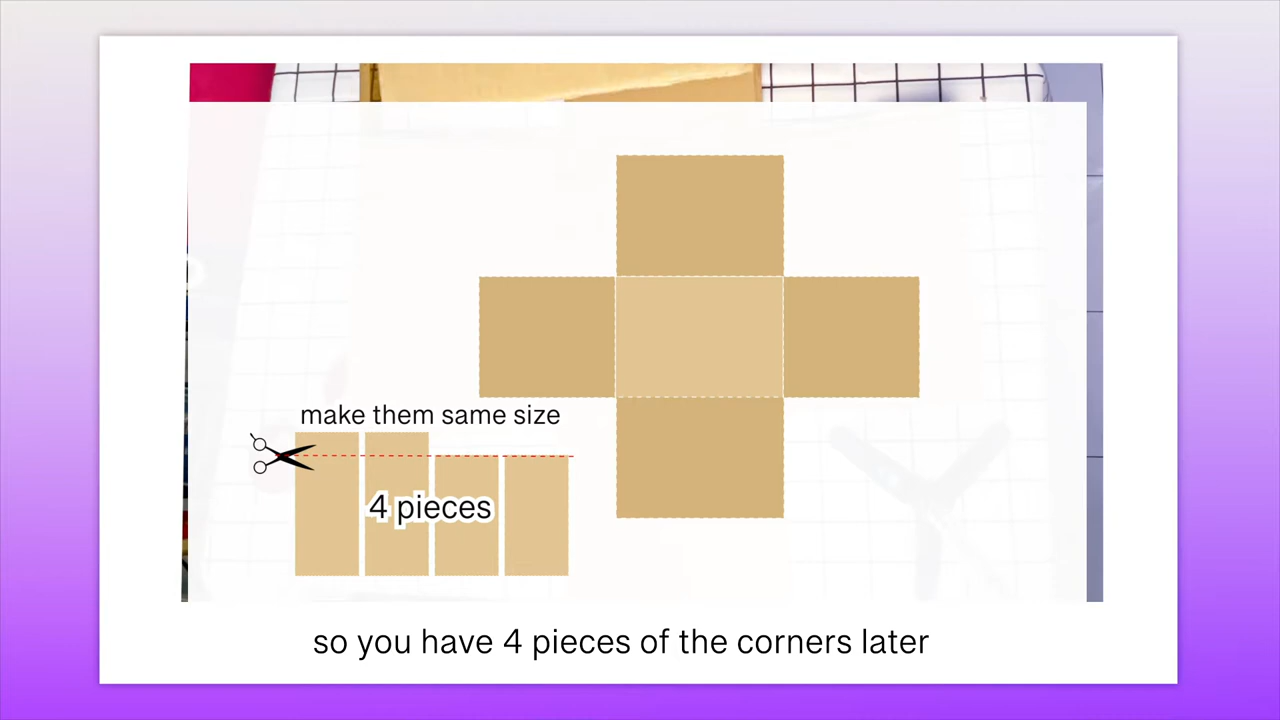 make them same size
4 pieces
so you have 4 pieces of the corners later